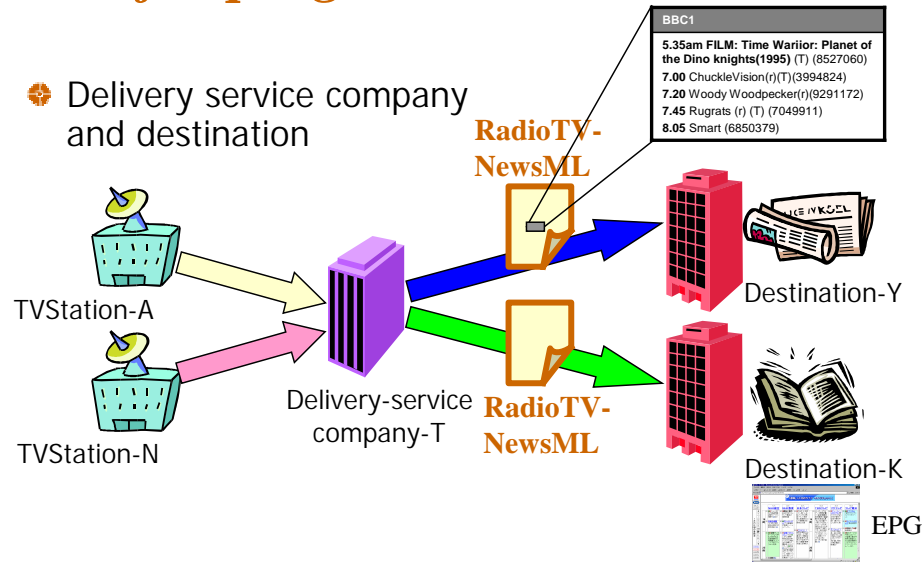 BBC1
5.35am FILM: Time Wariior: Planet of
the Dino knights(1995) (T) (8527060)
7.00 ChuckleVision(r)(T)(3994824)
7.20 Woody Woodpecker(r)(9291172)
7.45 Rugrats (r) (T) (7049911)
8.05 Smart (6850379)
Delivery service company
and destination
RadioTV-
NewsML
TVStation-A
Destination-Y
Delivery-service
company-T
RadioTV-
NewsML
TVStation-N
Destination-K
EPG